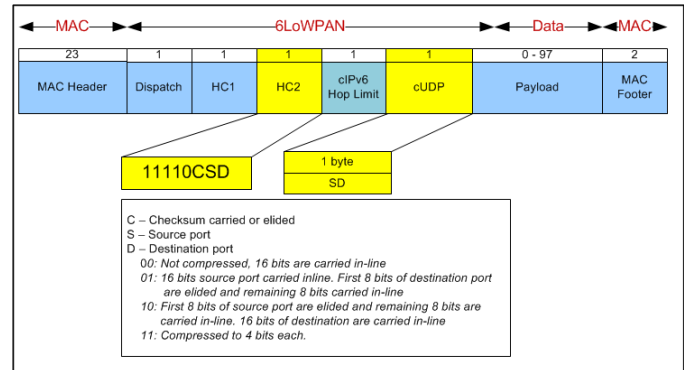 MAC 6LoWPAN Data MAC
23 1 1 1 1 1 0 - 97 2
MAC Header Dispatch HC1 HC2 cIPv6 Hop Limit cUDP Payload MAC Footer
11110CSD
1 byte
SD
C – Checksum carried or elided
S – Source port
D – Destination port
00: Not compressed, 16 bits are carried in-line
01: 16 bits source port carried inline. First 8 bits of destination port
are elided and remaining 8 bits carried in-line
10: First 8 bits of source port are elided and remaining 8 bits are
carried in-line. 16 bits of destination are carried in-line
11: Compressed to 4 bits each.